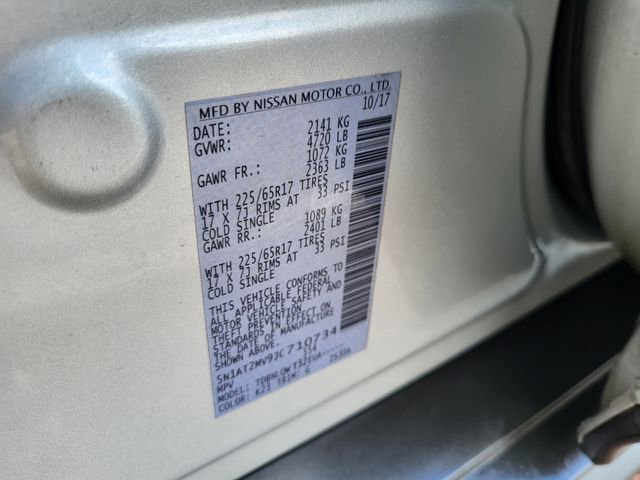 MFD BY NISSAN MOTOR CO., LTD.
DATE: 10/17
GVWR: 2141 KG
4720 LB
GAWR FR.: 1072 KG
2363 LB
WITH 225/65R17 TIRES
17 X 7J RIMS AT 33 PSI
COLD SINGLE
GAWR RR.: 1089 KG
2401 LB
WITH 225/65R17 TIRES
17 X 7J RIMS AT 33 PSI
COLD SINGLE
THIS VEHICLE CONFORMS TO
ALL APPLICABLE FEDERAL
MOTOR VEHICLE SAFETY AND
STANDARDS IN EFFECT ON
THE DATE OF MANUFACTURE
SHOWN ABOVE.
5N1AT2MV9JC710734
MPV
MODEL:
COLOR: K23 TRIM: G